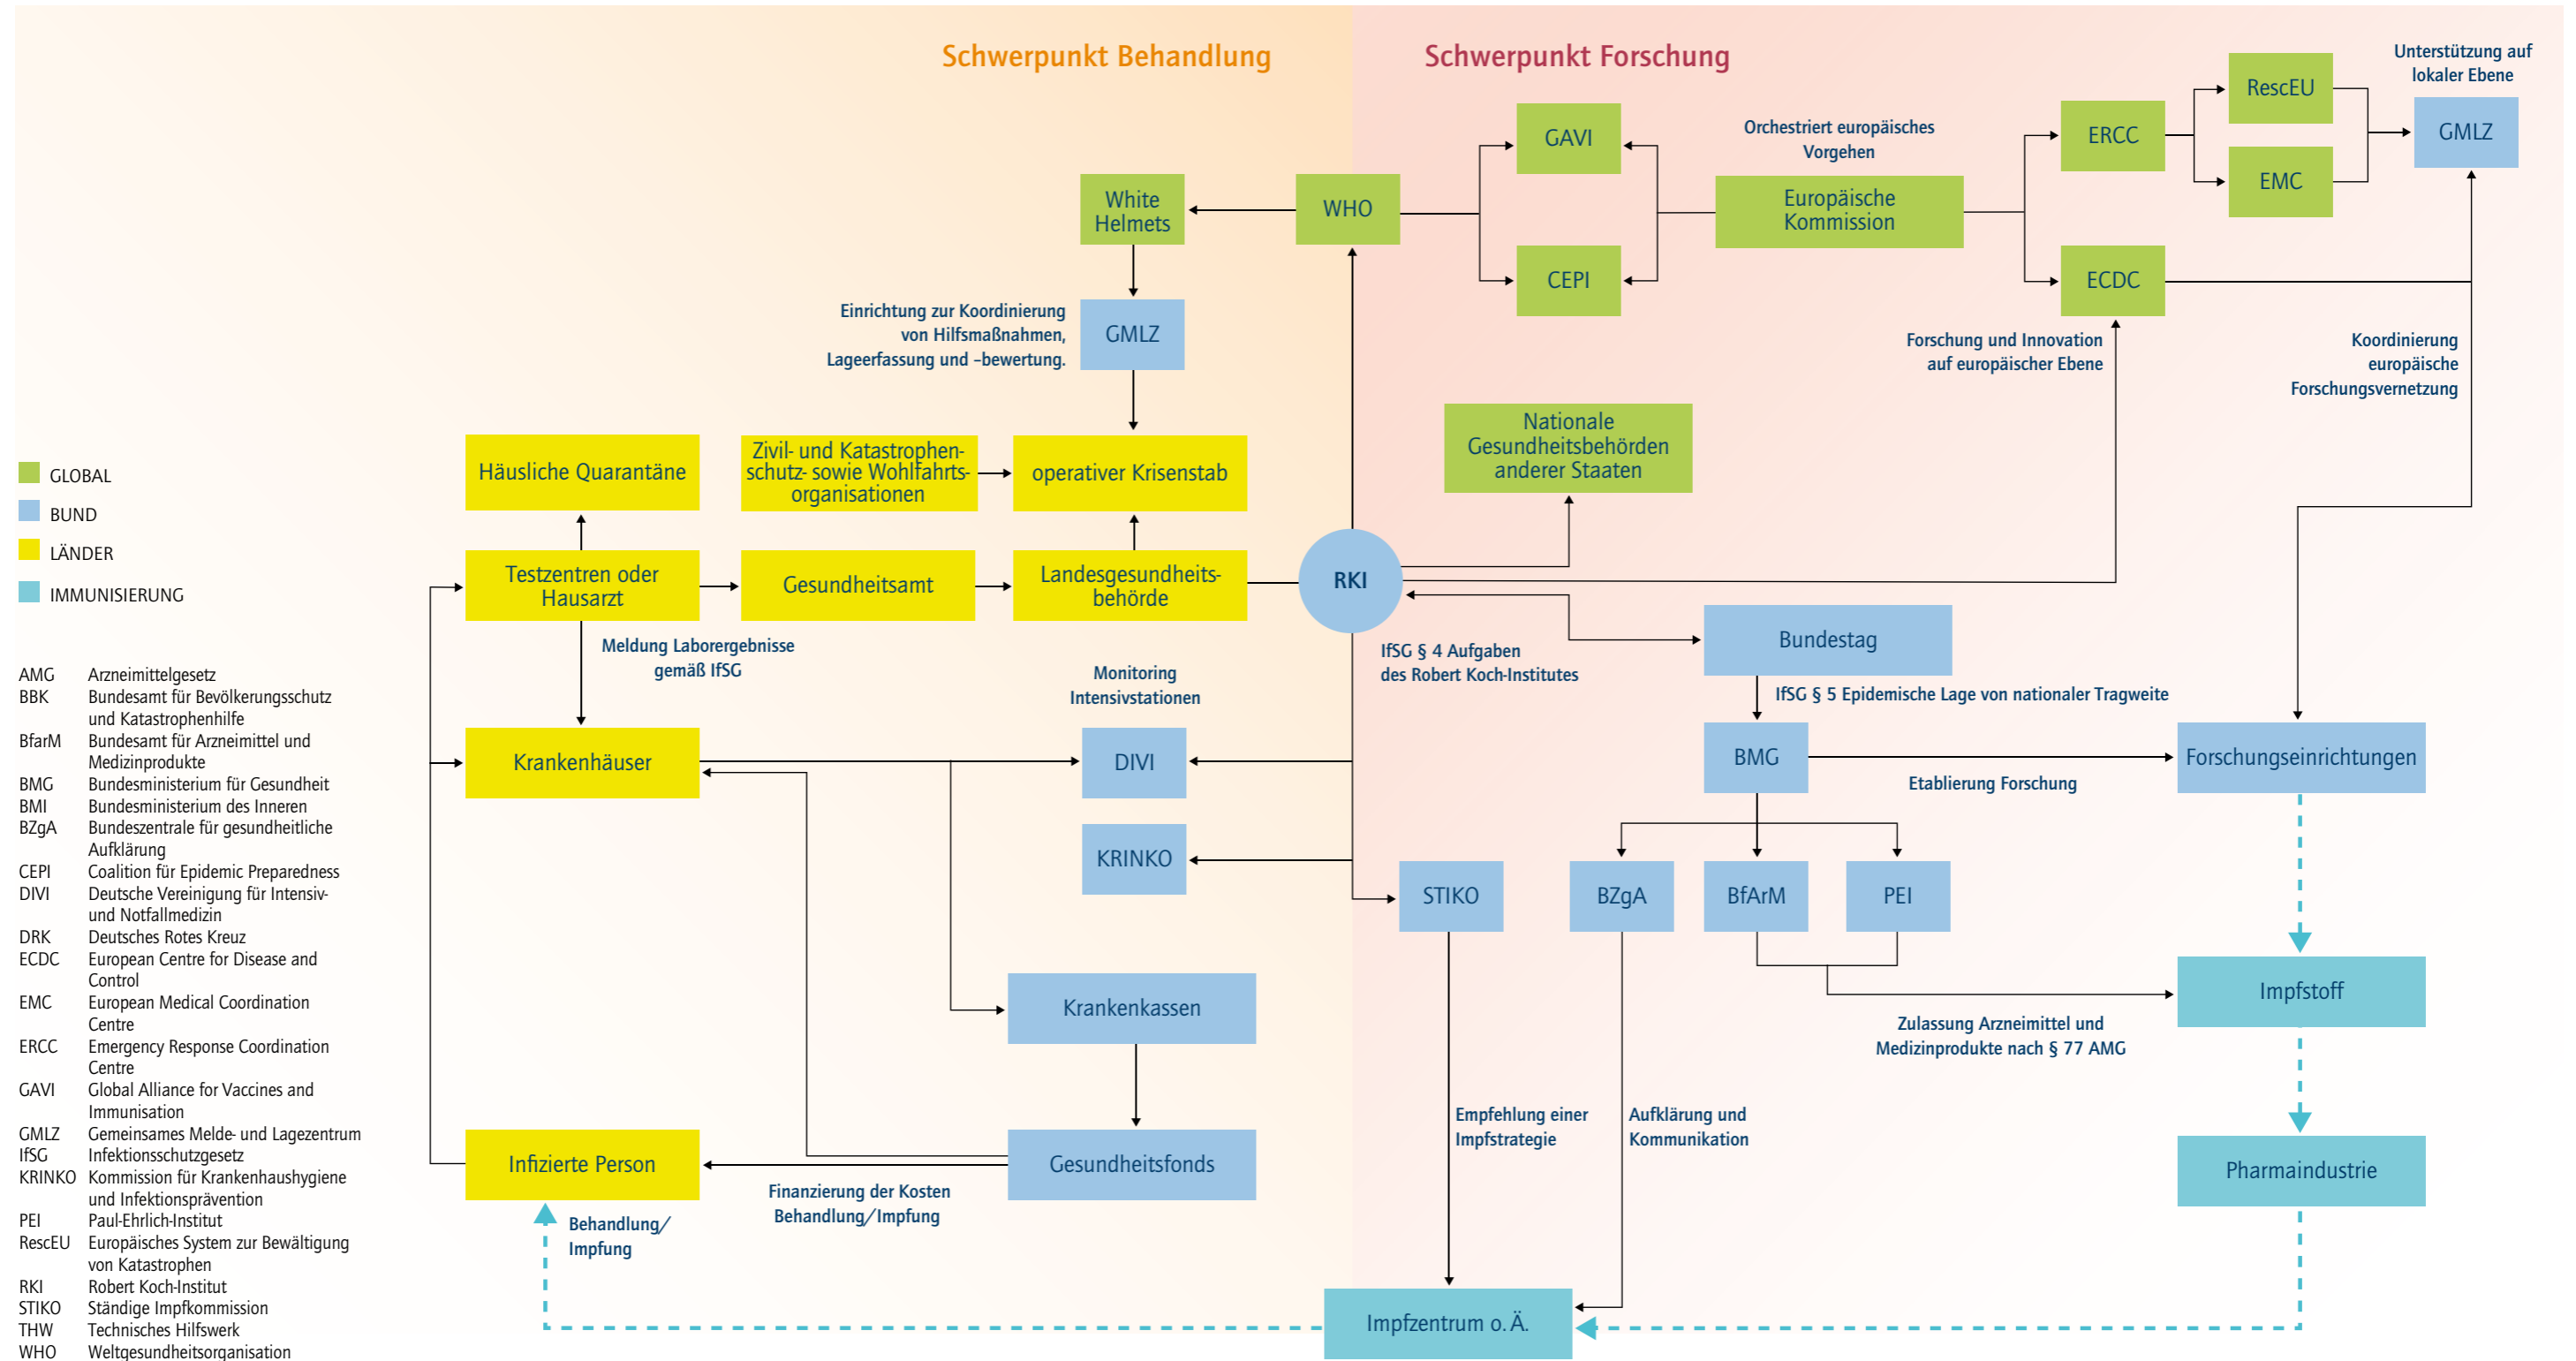 Schwerpunkt Behandlung
Schwerpunkt Forschung
Unterstützung auf
lokaler Ebene
RescEU
GAVI
Orchestriert europäisches
Vorgehen
ERCC
GMLZ
EMC
White
Helmets
WHO
Europäische
Kommission
CEPI
ECDC
Einrichtung zur Koordinierung
von Hilfsmaßnahmen,
Lageerfassung und –bewertung.
GMLZ
Forschung und Innovation
auf europäischer Ebene
Koordinierung
europäische
Forschungsvernetzung
Nationale
Gesundheitsbehörden
anderer Staaten
Häusliche Quarantäne
Zivil- und Katastrophen-
schutz- sowie Wohlfahrts-
organisationen
operativer Krisenstab
GLOBAL
BUND
LÄNDER
IMMUNISIERUNG
Testzentren oder
Hausarzt
Gesundheitsamt
Landesgesundheits-
behörde
RKI
Meldung Laborergebnisse
gemäß IfSG
IfSG § 4 Aufgaben
des Robert Koch-Institutes
Bundestag
IfSG § 5 Epidemische Lage von nationaler Tragweite
Monitoring
Intensivstationen
Krankenhäuser
DIVI
BMG
Etablierung Forschung
Forschungseinrichtungen
KRINKO
STIKO
BZgA
BfArM
PEI
Krankenkassen
Impfstoff
Zulassung Arzneimittel und
Medizinprodukte nach § 77 AMG
Empfehlung einer
Impfstrategie
Aufklärung und
Kommunikation
Infizierte Person
Gesundheitsfonds
Pharmaindustrie
Finanzierung der Kosten
Behandlung/Impfung
Behandlung/
Impfung
Impfzentrum o. Ä.
AMG Arzneimittelgesetz
BBK Bundesamt für Bevölkerungsschutz
und Katastrophenhilfe
BfarM Bundesamt für Arzneimittel und
Medizinprodukte
BMG Bundesministerium für Gesundheit
BMI Bundesministerium des Inneren
BZgA Bundeszentrale für gesundheitliche
Aufklärung
CEPI Coalition für Epidemic Preparedness
DIVI Deutsche Vereinigung für Intensiv-
und Notfallmedizin
DRK Deutsches Rotes Kreuz
ECDC European Centre for Disease and
Control
EMC European Medical Coordination
Centre
ERCC Emergency Response Coordination
Centre
GAVI Global Alliance for Vaccines and
Immunisation
GMLZ Gemeinsames Melde- und Lagezentrum
IfSG Infektionsschutzgesetz
KRINKO Kommission für Krankenhaushygiene
und Infektionsprävention
PEI Paul-Ehrlich-Institut
RescEU Europäisches System zur Bewältigung
von Katastrophen
RKI Robert Koch-Institut
STIKO Ständige Impfkommission
THW Technisches Hilfswerk
WHO Weltgesundheitsorganisation